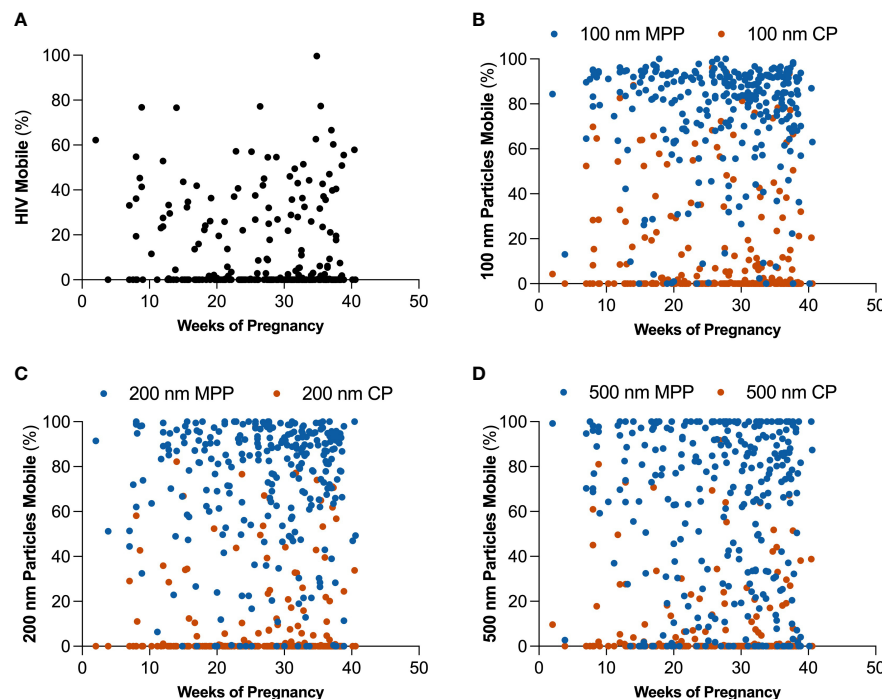 A
HIV Mobile (%)
100
80
60
40
20
0
0 10 20 30 40 50
Weeks of Pregnancy
B
100 nm MPP 100 nm CP
100 nm Particles Mobile (%)
100
80
60
40
20
0
0 10 20 30 40 50
Weeks of Pregnancy
C
200 nm MPP 200 nm CP
200 nm Particles Mobile (%)
100
80
60
40
20
0
0 10 20 30 40 50
Weeks of Pregnancy
D
500 nm MPP 500 nm CP
500 nm Particles Mobile (%)
100
80
60
40
20
0
0 10 20 30 40 50
Weeks of Pregnancy